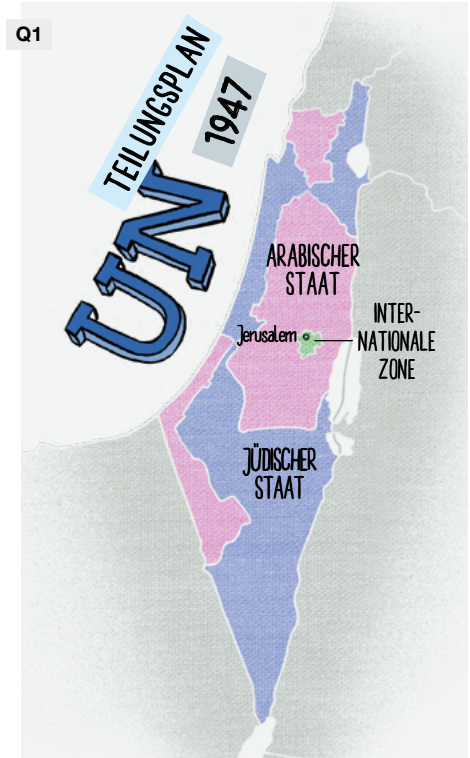 Q1
UN
TEILUNGSPLAN
1947
ARABISCHER
STAAT
Jerusalem
INTER-
NATIONALE
ZONE
JÜDISCHER
STAAT